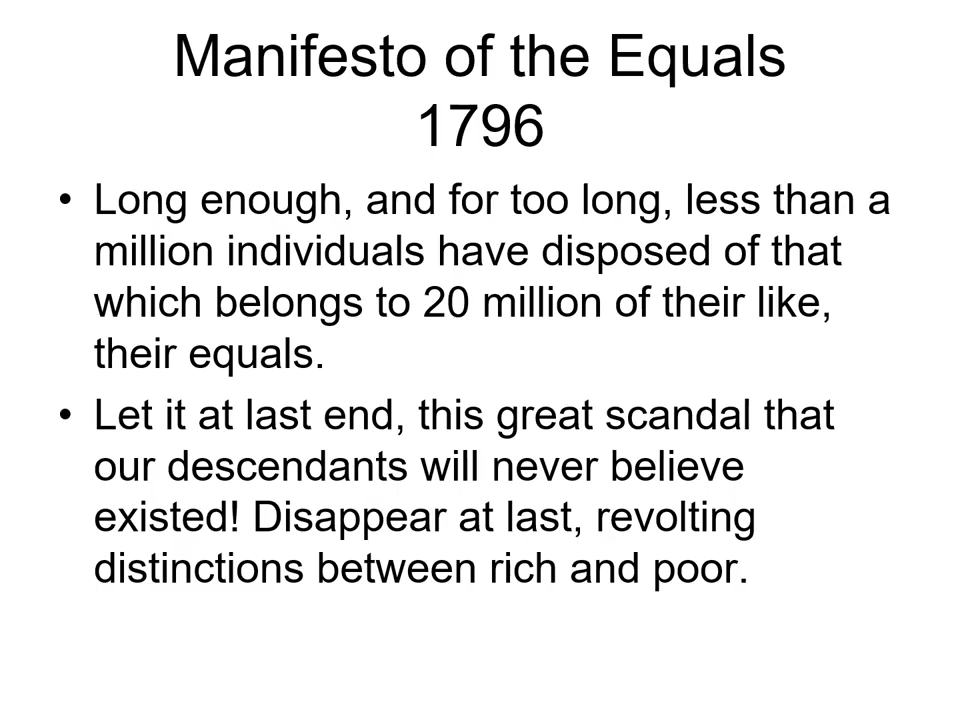 Manifesto of the Equals
1796
• Long enough, and for too long, less than a
million individuals have disposed of that
which belongs to 20 million of their like,
their equals.
• Let it at last end, this great scandal that
our descendants will never believe
existed! Disappear at last, revolting
distinctions between rich and poor.